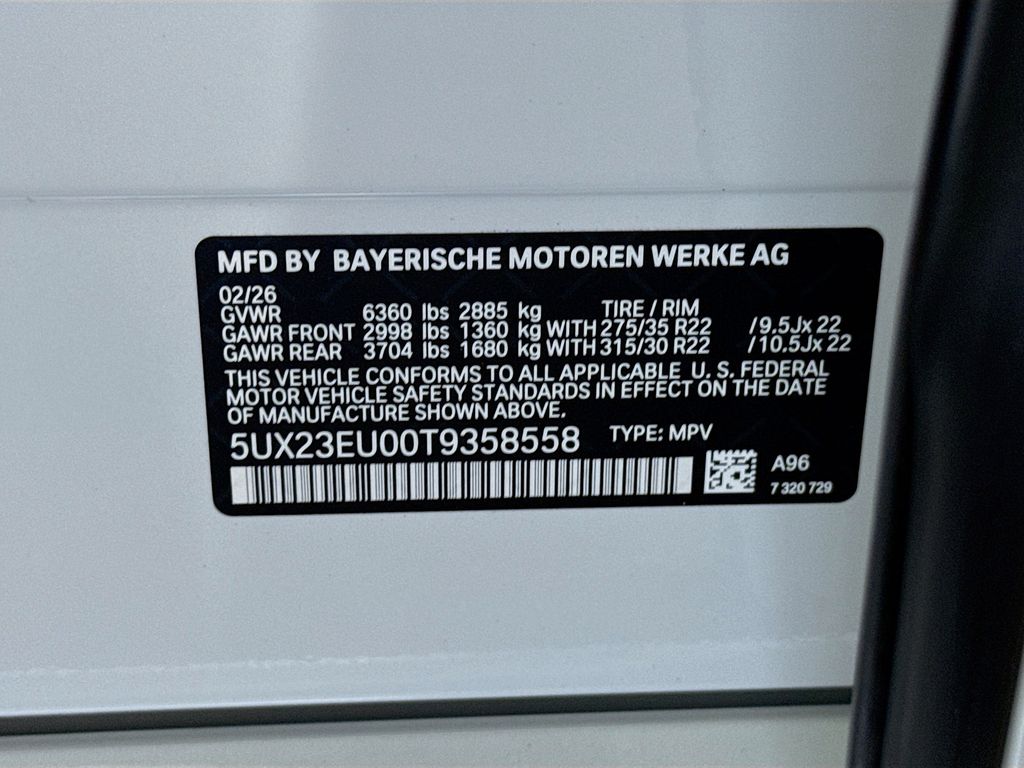 MFD BY BAYERISCHE MOTOREN WERKE AG
02/26
GVWR 6360 lbs 2885 kg TIRE / RIM
GAWR FRONT 2998 lbs 1360 kg WITH 275/35 R22 /9.5Jx 22
GAWR REAR 3704 lbs 1680 kg WITH 315/30 R22 /10.5Jx 22
THIS VEHICLE CONFORMS TO ALL APPLICABLE U. S. FEDERAL
MOTOR VEHICLE SAFETY STANDARDS IN EFFECT ON THE DATE
OF MANUFACTURE SHOWN ABOVE.
5UX23EU00T9358558 TYPE: MPV
A96
7 320 729